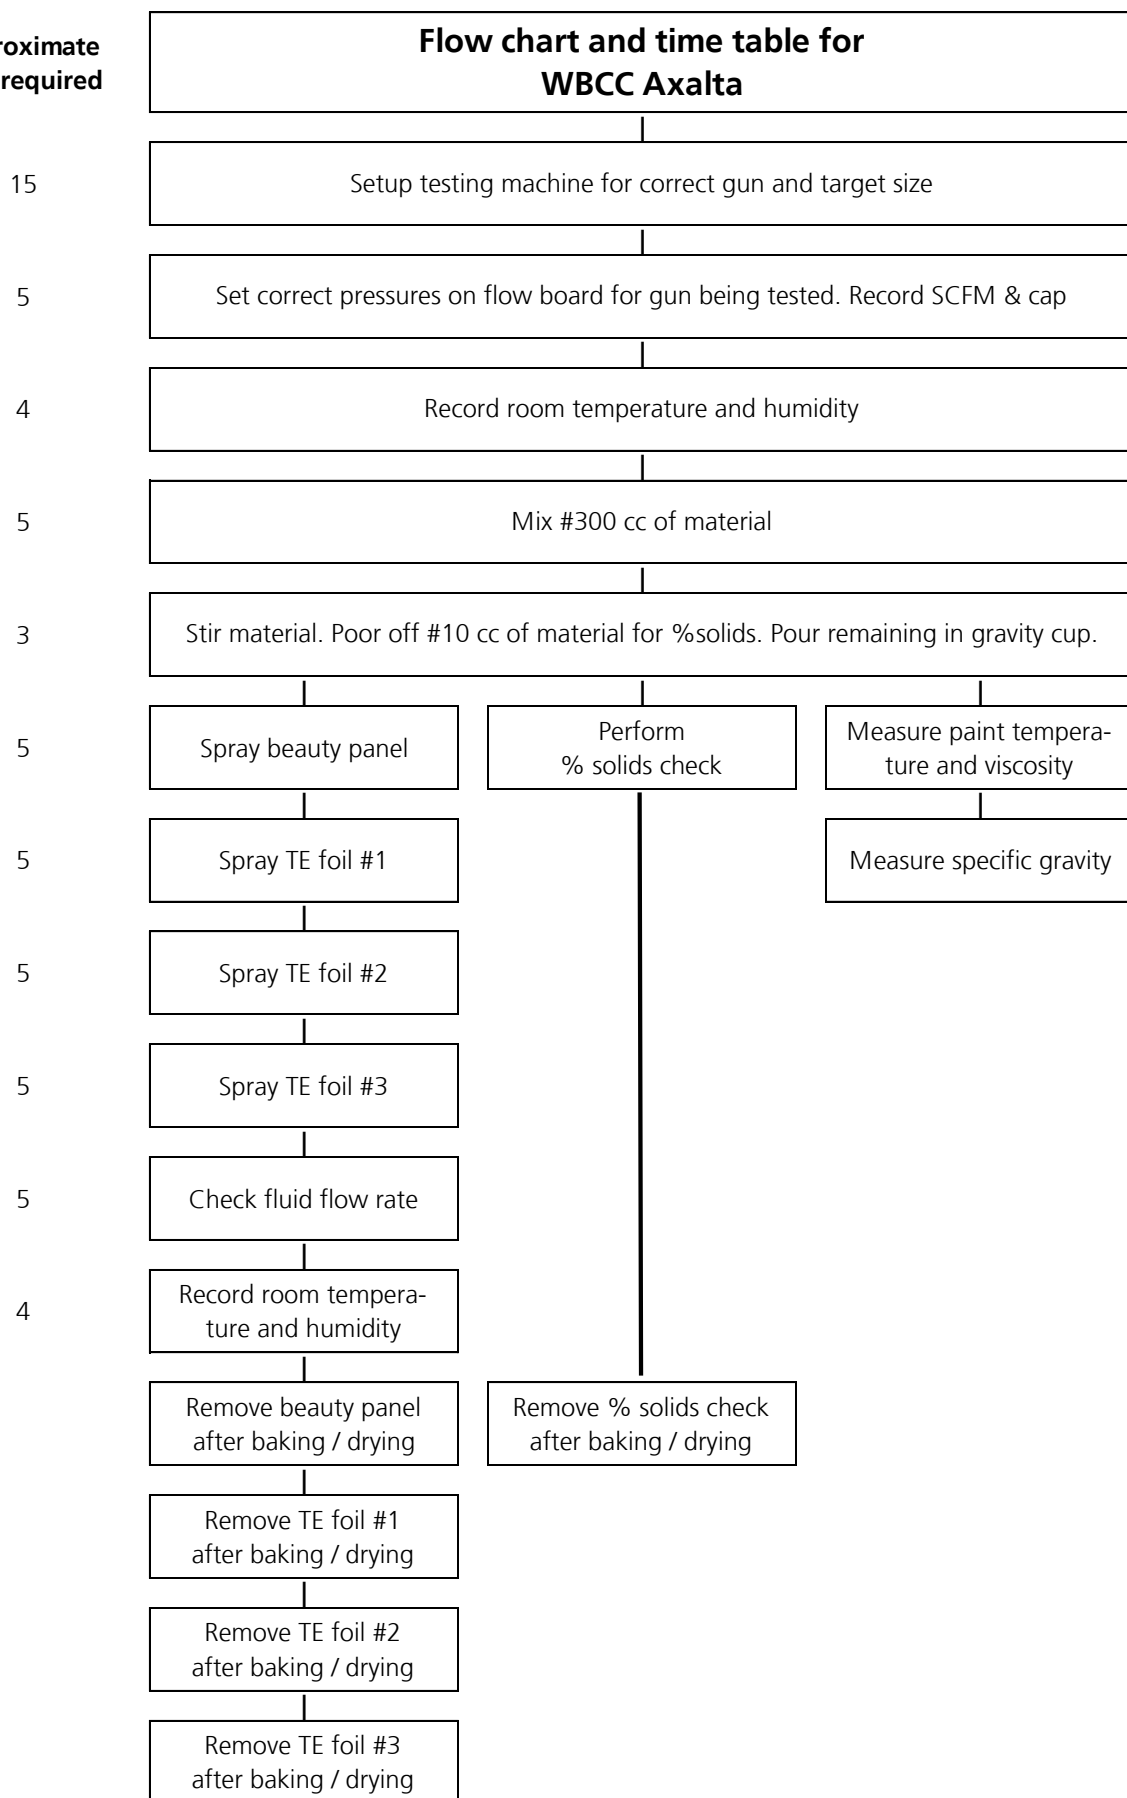 Flow chart and time table for
WBCC Axalta
required
15
Setup testing machine for correct gun and target size
5
Set correct pressures on flow board for gun being tested. Record SCFM & cap
4
Record room temperature and humidity
5
Mix #300 cc of material
3
Stir material. Poor off #10 cc of material for %solids. Pour remaining in gravity cup.
5
Spray beauty panel
Perform
% solids check
Measure paint tempera-
ture and viscosity
5
Spray TE foil #1
Measure specific gravity
5
Spray TE foil #2
5
Spray TE foil #3
5
Check fluid flow rate
4
Record room tempera-
ture and humidity
Remove beauty panel
after baking / drying
Remove % solids check
after baking / drying
Remove TE foil #1
after baking / drying
Remove TE foil #2
after baking / drying
Remove TE foil #3
after baking / drying